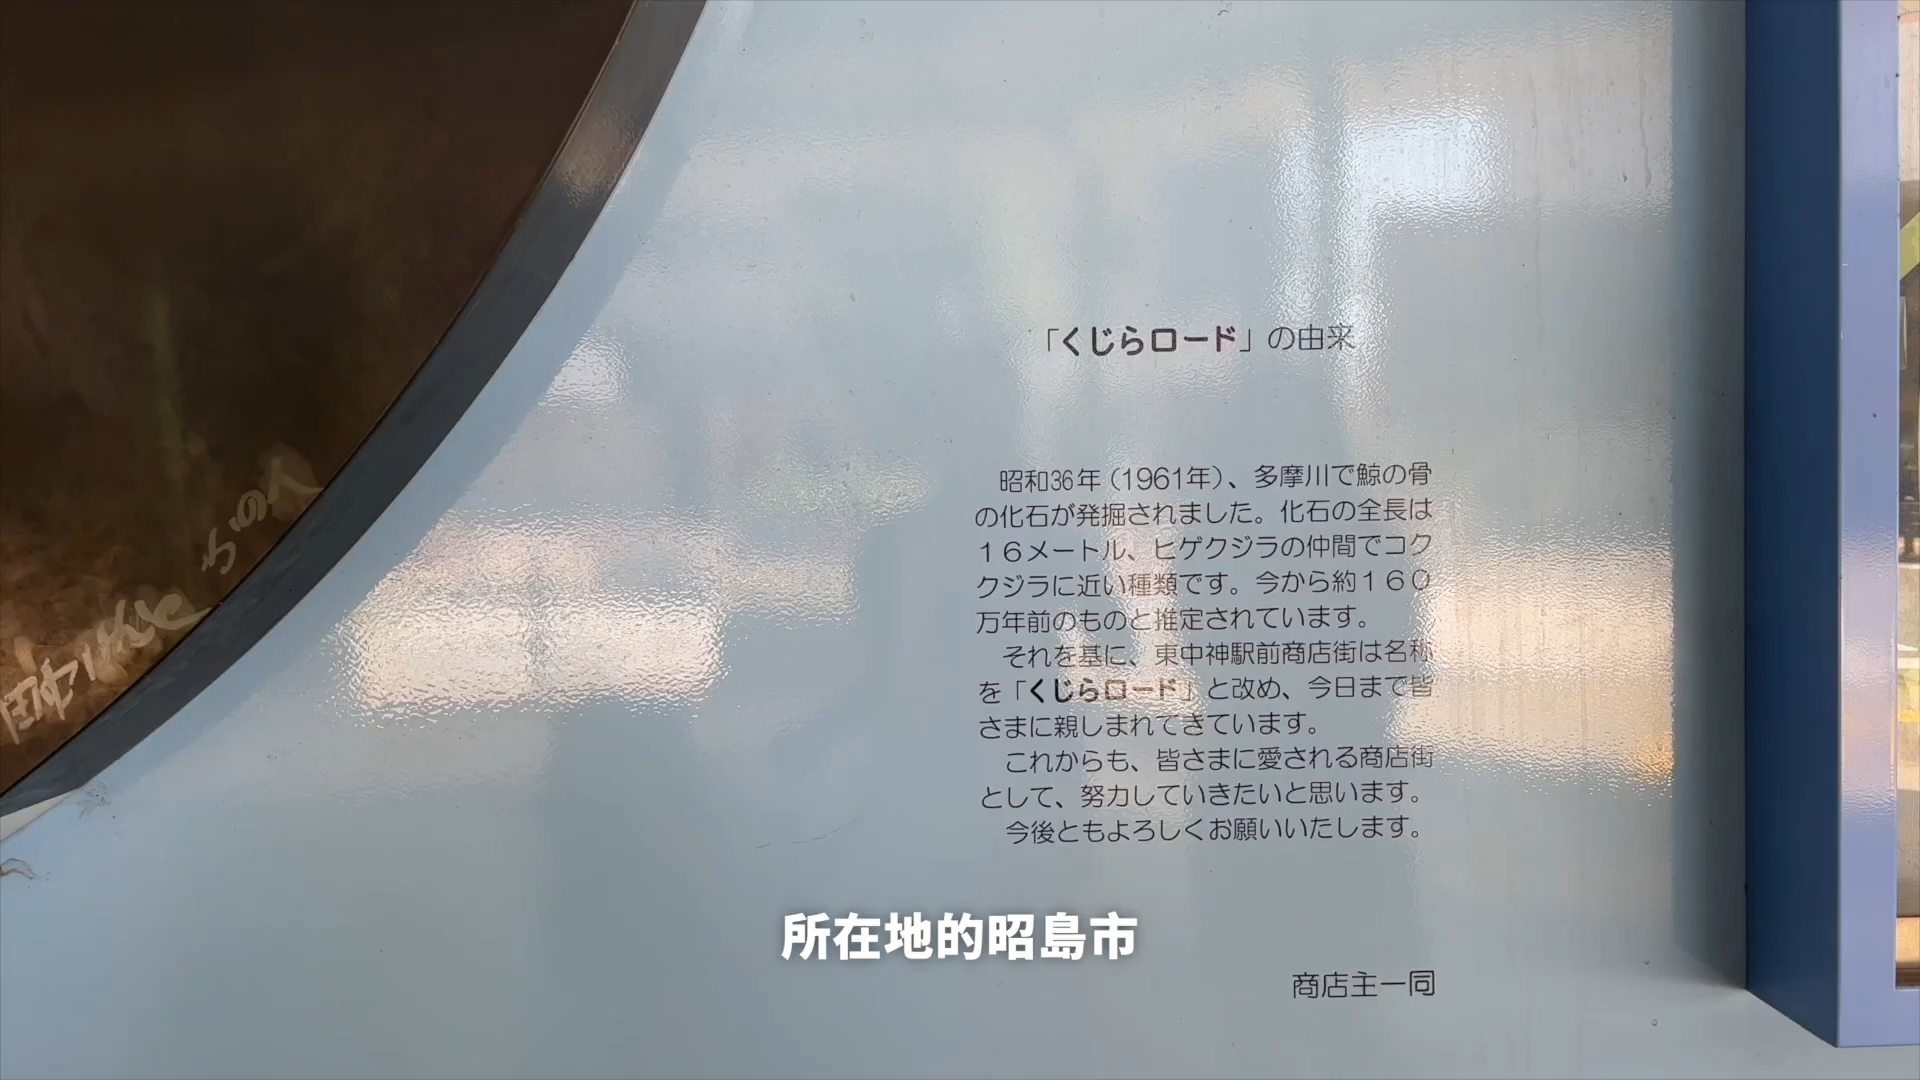 「くじらロード」の由来
昭和36年（1961年）、多摩川で鯨の骨
の化石が発掘されました。化石の全長は
１６メートル、ヒゲクジラの仲間でコク
クジラに近い種類です。今から約１６０
万年前のものと推定されています。
それを基に、東中神駅前商店街は名称
を「くじらロード」と改め、今日まで皆
さまに親しまれてきています。
これからも、皆さまに愛される商店街
として、努力していきたいと思います。
今後ともよろしくお願いいたします。
所在地的昭島市
商店主一同